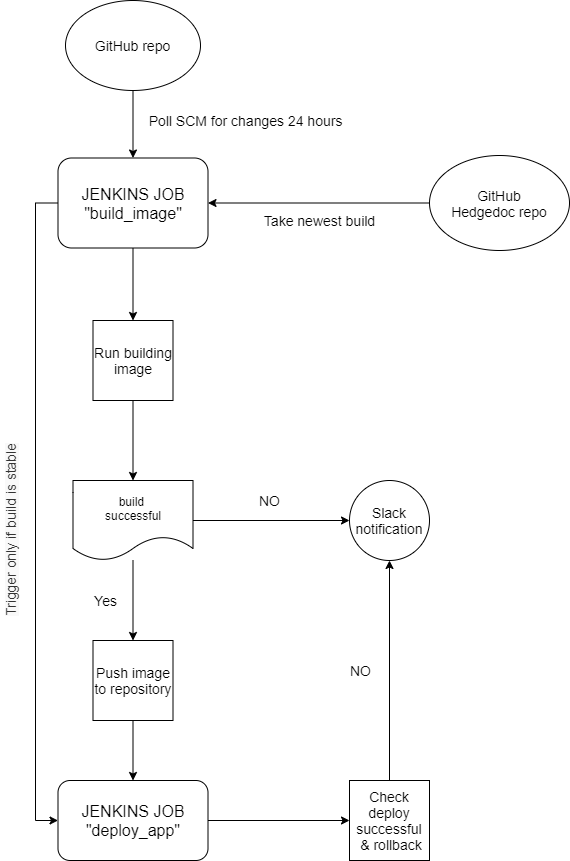 GitHub repo
Poll SCM for changes 24 hours
JENKINS JOB
"build_image"
GitHub
Hedgedoc repo
Take newest build
Run building
image
Trigger only if build is stable
build
successful
NO
Slack
notification
Yes
Push image
to repository
NO
JENKINS JOB
"deploy_app"
Check
deploy
successful
& rollback